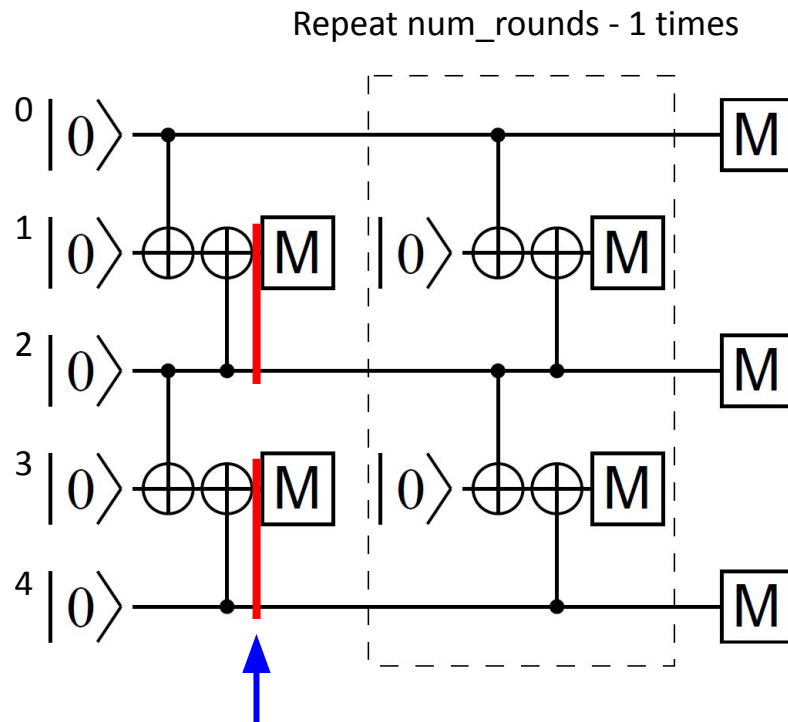 Repeat num_rounds - 1 times
0 |0⟩ M
1 |0⟩ M |0⟩ M
2 |0⟩ M
3 |0⟩ M |0⟩ M
4 |0⟩ M